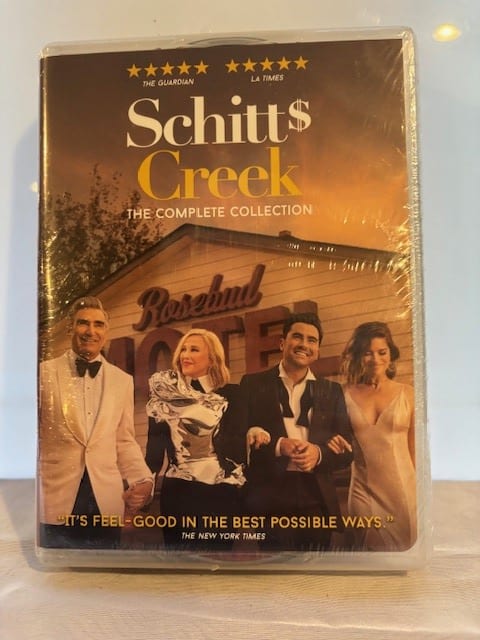 ★★★★★ ★★★★★
THE GUARDIAN LA TIMES
Schitt$
Creek
THE COMPLETE COLLECTION
Rosebud
MOTEL
"IT'S FEEL-GOOD IN THE BEST POSSIBLE WAYS."
THE NEW YORK TIMES